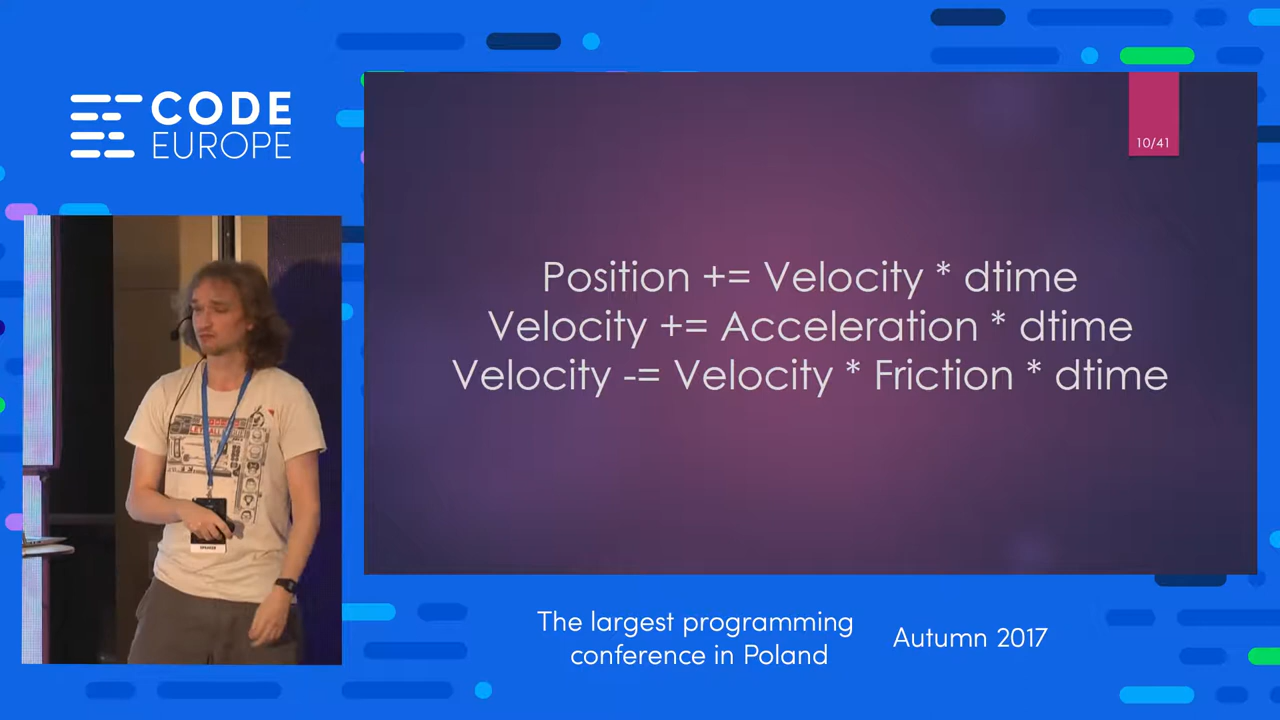 CODE
EUROPE
10/41
Position += Velocity * dtime
Velocity += Acceleration * dtime
Velocity -= Velocity * Friction * dtime
SPEAKER
The largest programming
conference in Poland
Autumn 2017